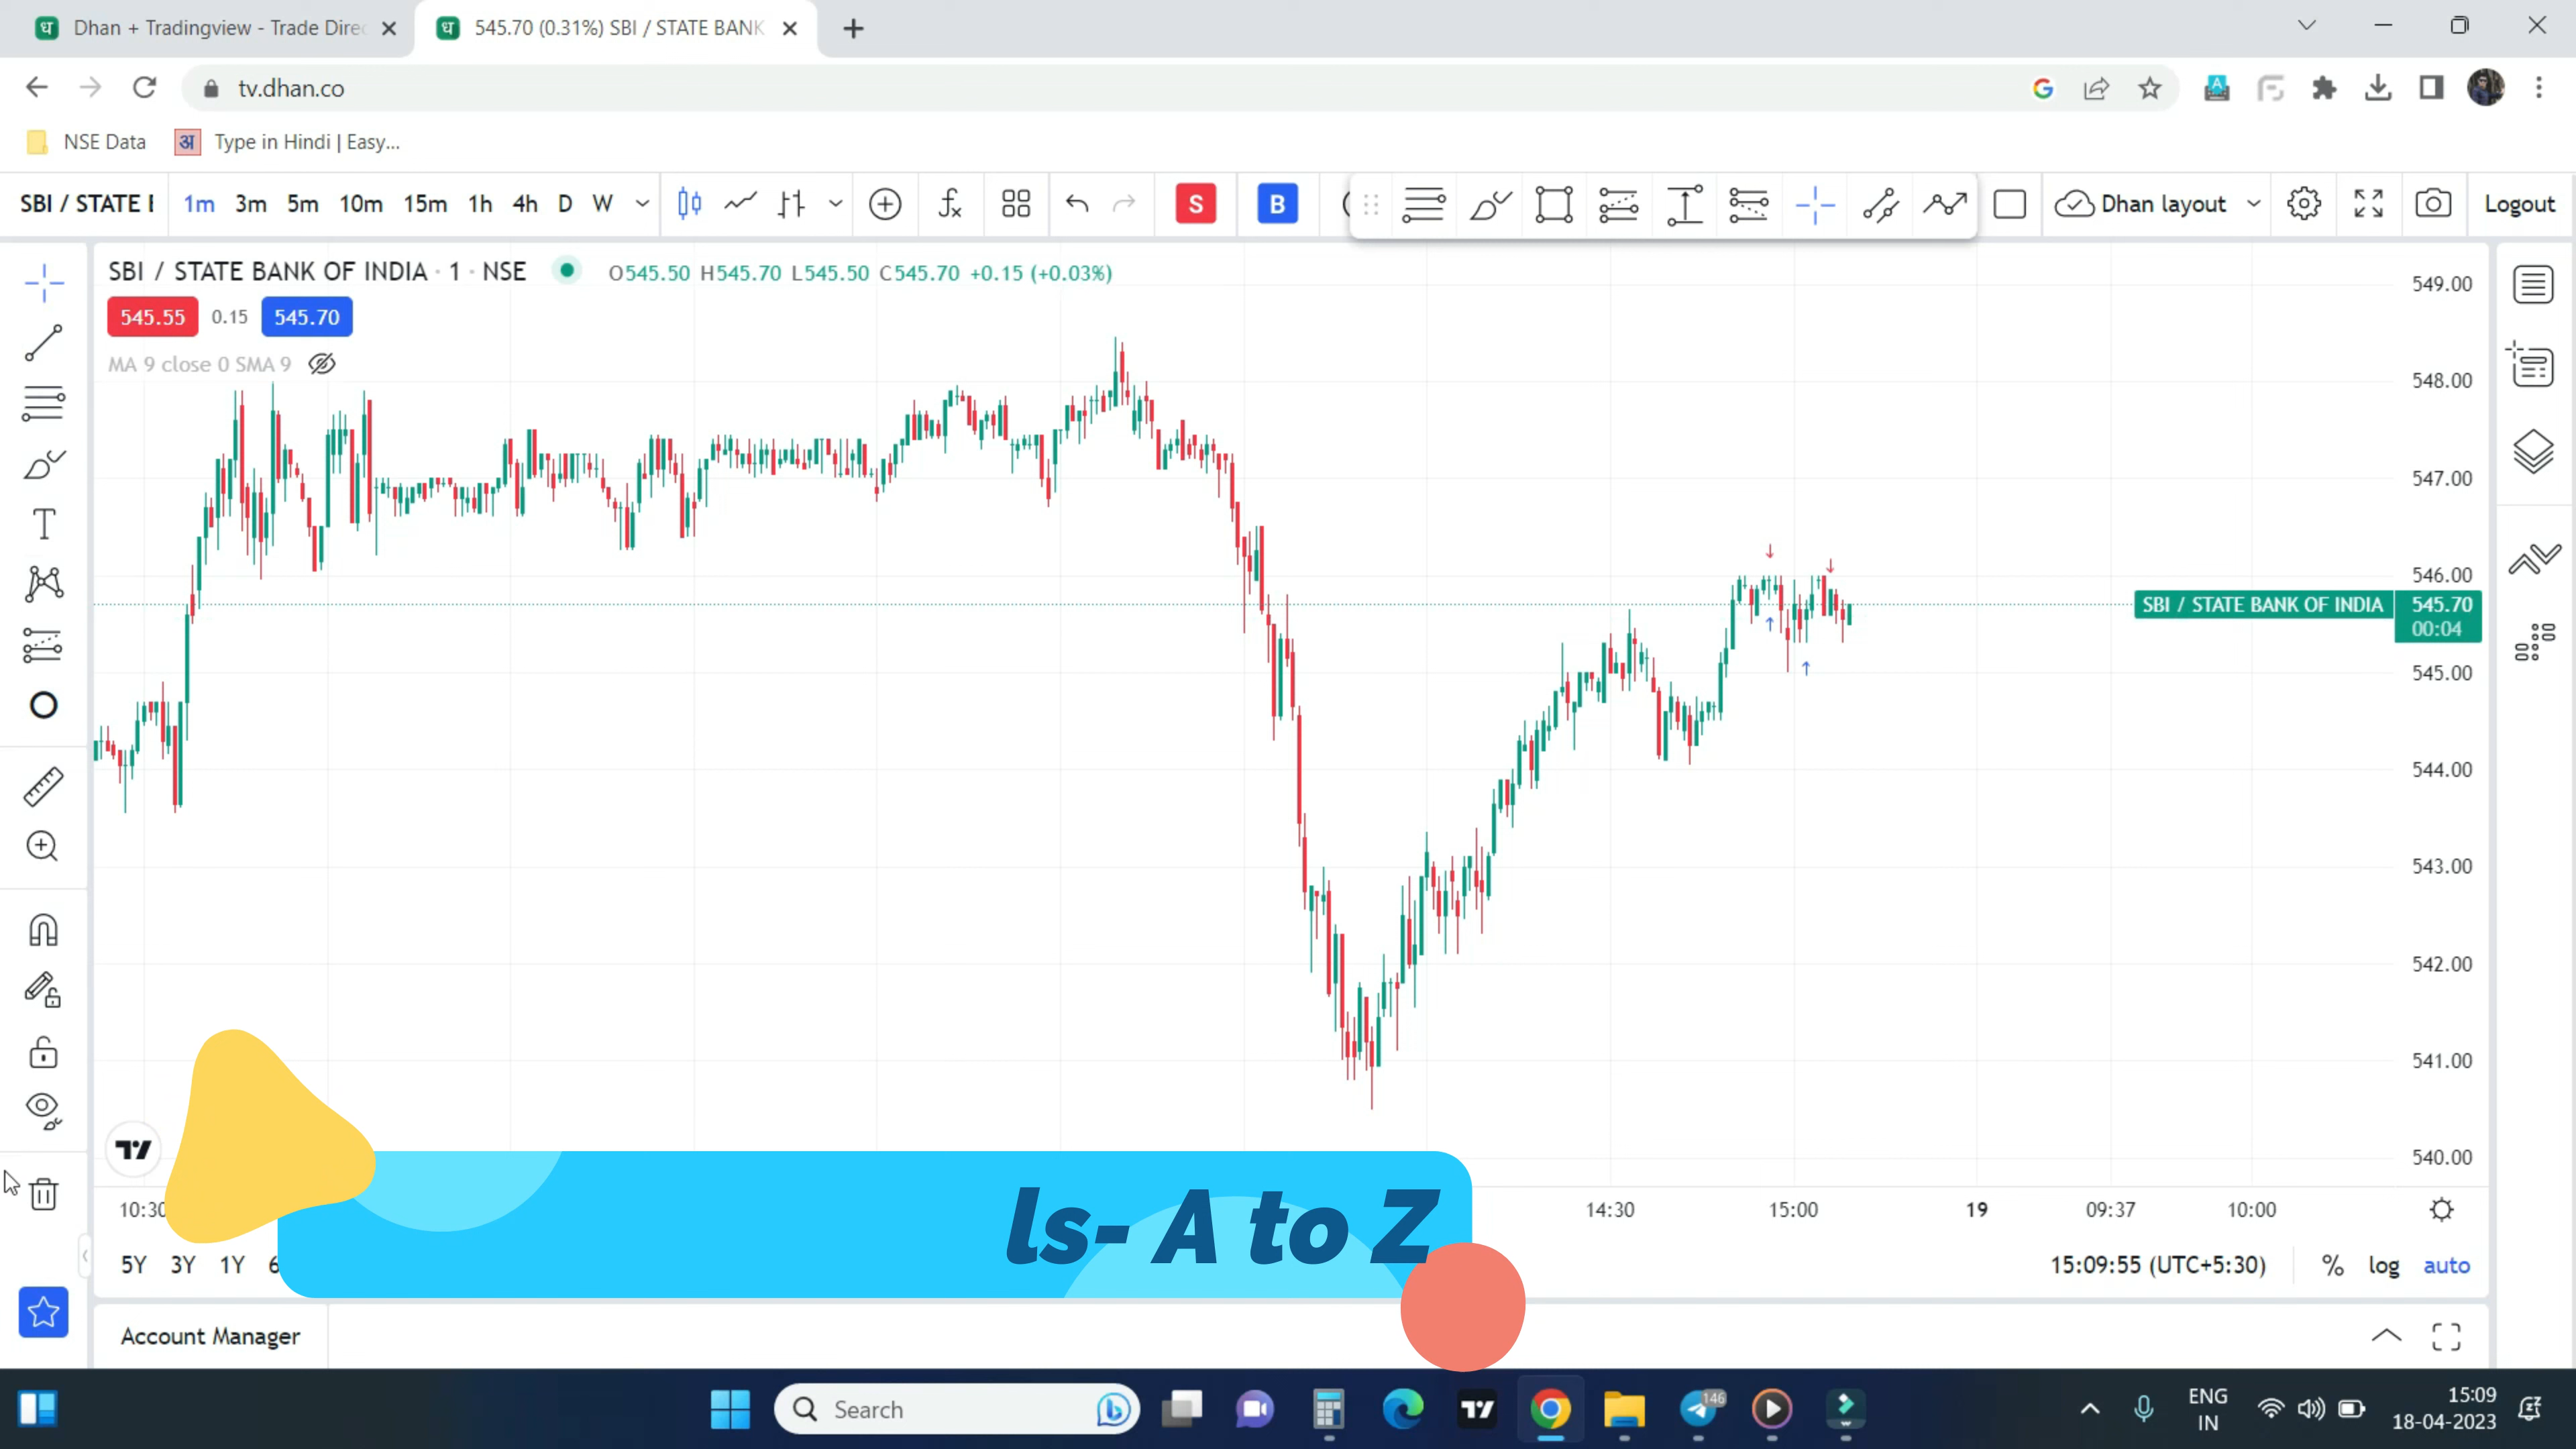 Dhan + Tradingview - Trade Dire
545.70 (0.31%) SBI / STATE BANK
tv.dhan.co
NSE Data
अ Type in Hindi | Easy...
SBI / STATE
1m 3m 5m 10m 15m 1h 4h D W
S B
Dhan layout
Logout
SBI / STATE BANK OF INDIA · 1 · NSE
O545.50 H545.70 L545.50 C545.70 +0.15 (+0.03%)
545.55 0.15 545.70
MA 9 close 0 SMA 9
549.00
548.00
547.00
546.00
SBI / STATE BANK OF INDIA 545.70
00:04
545.00
544.00
543.00
542.00
541.00
540.00
ls- A to Z
10:30 14:30 15:00 19 09:37 10:00
5Y 3Y 1Y 6
15:09:55 (UTC+5:30) % log auto
Account Manager
Search
146
ENG
IN
15:09
18-04-2023